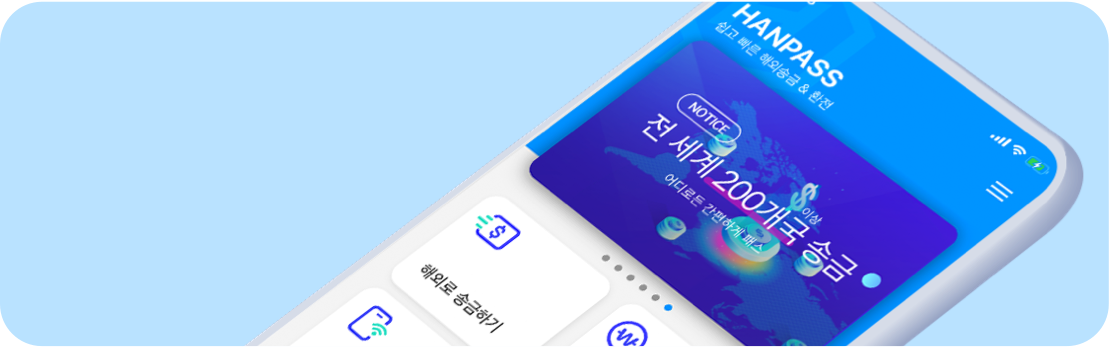 HANPASS
쉽고 빠른 해외송금 & 환전
NOTICE
전 세계 200개국 송금
이상
어디로든 간편하게 패스
해외로 송금하기